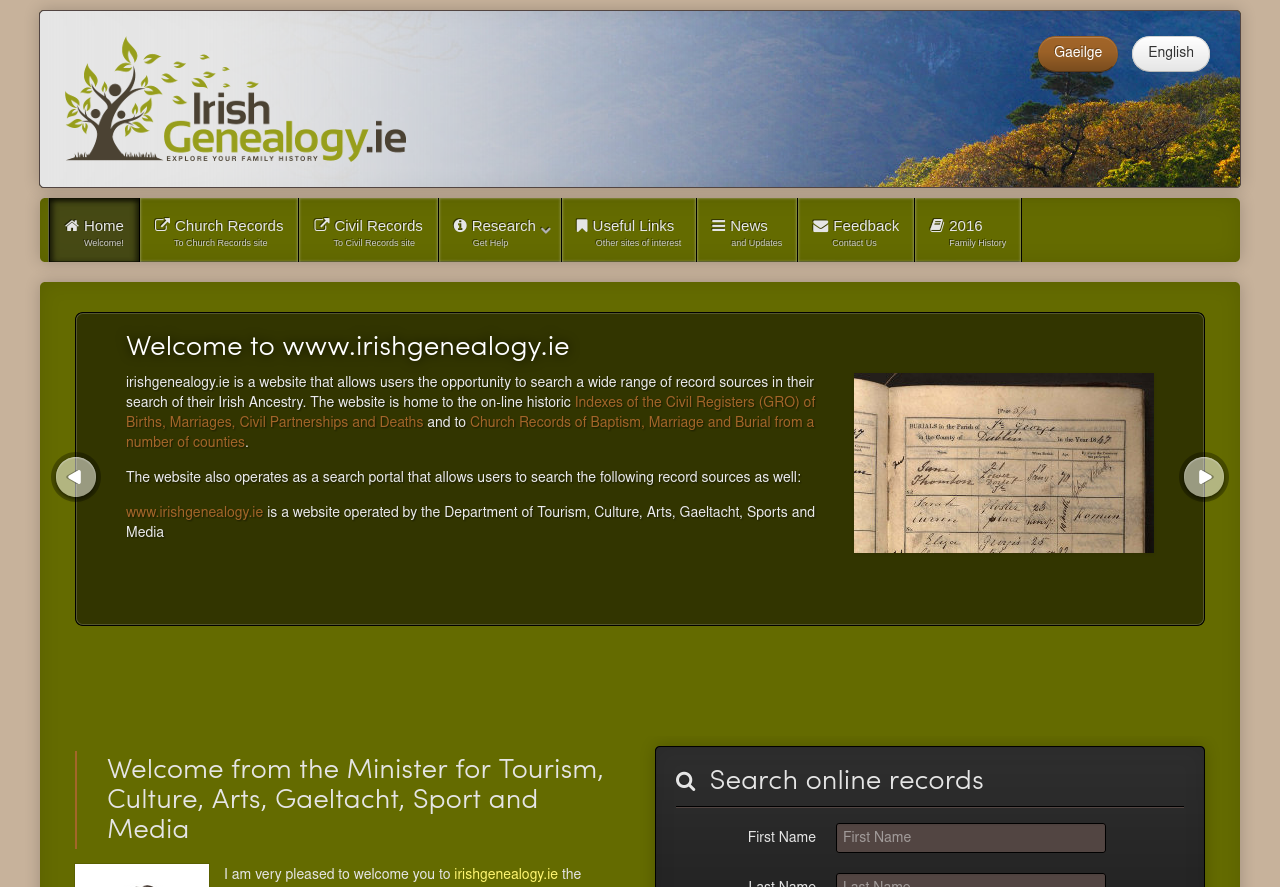 Gaeilge
English
Irish
Genealogy.ie
EXPLORE YOUR FAMILY HISTORY
Home
Welcome!
Church Records
To Church Records site
Civil Records
To Civil Records site
Research
Get Help
Useful Links
Other sites of interest
News
and Updates
Feedback
Contact Us
2016
Family History
Welcome to www.irishgenealogy.ie
irishgenealogy.ie is a website that allows users the opportunity to search a wide range of record sources in their
search of their Irish Ancestry. The website is home to the on-line historic Indexes of the Civil Registers (GRO) of
Births, Marriages, Civil Partnerships and Deaths and to Church Records of Baptism, Marriage and Burial from a
number of counties.
The website also operates as a search portal that allows users to search the following record sources as well:
www.irishgenealogy.ie is a website operated by the Department of Tourism, Culture, Arts, Gaeltacht, Sports and
Media
BURIALS in the Parish of St. George
in the County of Dublin In the Year 1847
Welcome from the Minister for Tourism,
Culture, Arts, Gaeltacht, Sport and
Media
I am very pleased to welcome you to irishgenealogy.ie the
Search online records
First Name
First Name
Last Name
Last Name